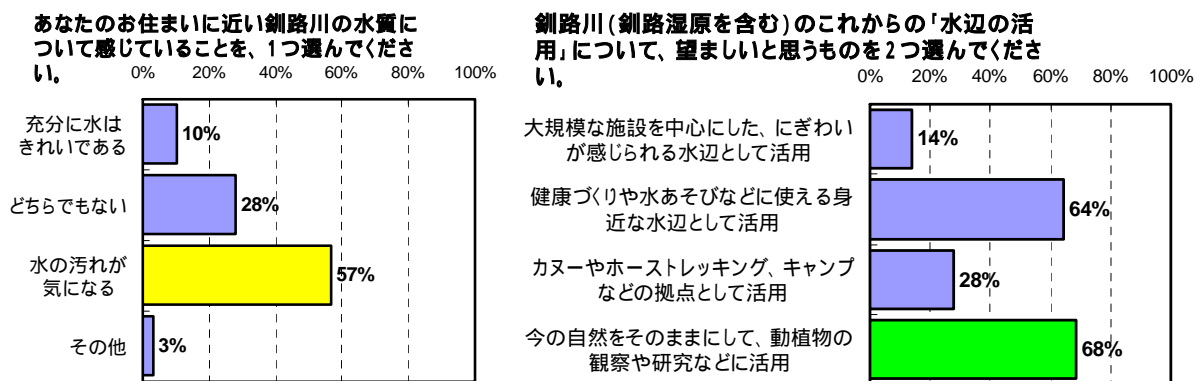 あなたのお住まいに近い釧路川の水質に
ついて感じていることを、1つ選んでくださ
い。
0% 20% 40% 60% 80% 100%
充分に水は
きれいである
10%
どちらでもない
28%
水の汚れが
気になる
57%
その他
3%
釧路川(釧路湿原を含む)のこれからの「水辺の活
用」について、望ましいと思うものを2つ選んでくださ
い。
0% 20% 40% 60% 80% 100%
大規模な施設を中心にした、にぎわい
が感じられる水辺として活用
14%
健康づくりや水あそびなどに使える身
近な水辺として活用
64%
カヌーやホーストレッキング、キャンプ
などの拠点として活用
28%
今の自然をそのままにして、動植物の
観察や研究などに活用
68%